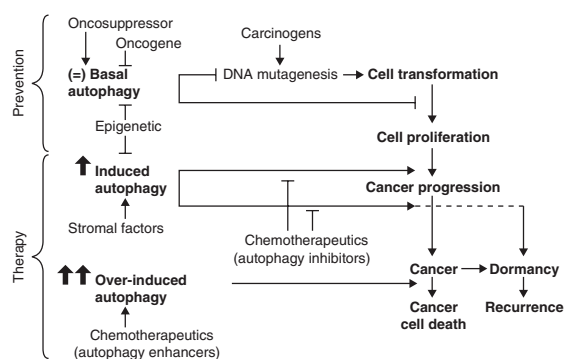 Oncosuppressor
Oncogene
Carcinogens
Prevention
(=) Basal
autophagy
DNA mutagenesis
Cell transformation
Epigenetic
Cell proliferation
Therapy
Induced
autophagy
Cancer progression
Stromal factors
Chemotherapeutics
(autophagy inhibitors)
Over-induced
autophagy
Cancer
Dormancy
Cancer
cell death
Recurrence
Chemotherapeutics
(autophagy enhancers)